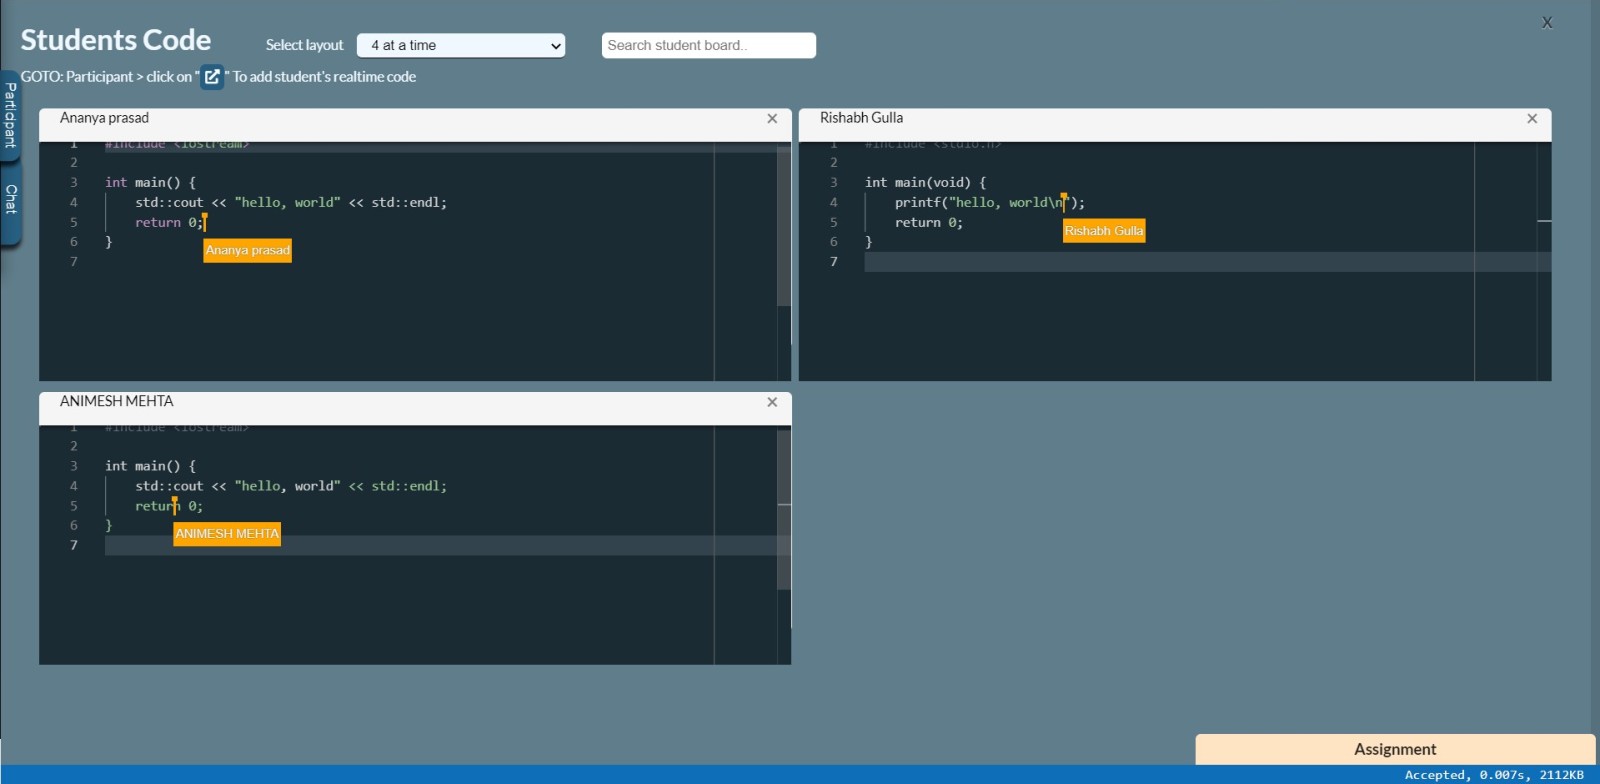 X
Students Code
Select layout
4 at a time
Search student board..
GOTO: Participant > click on " " To add student's realtime code
Participant
Chat
Ananya prasad
1 #include <iostream>
2
3 int main() {
4 std::cout << "hello, world" << std::endl;
5 return 0;
6 }
7
Ananya prasad
Rishabh Gulla
1 #include <stdio.h>
2
3 int main(void) {
4 printf("hello, world\n");
5 return 0;
6 }
7
Rishabh Gulla
ANIMESH MEHTA
1 #include <iostream>
2
3 int main() {
4 std::cout << "hello, world" << std::endl;
5 return 0;
6 }
7
ANIMESH MEHTA
Assignment
Accepted, 0.007s, 2112KB